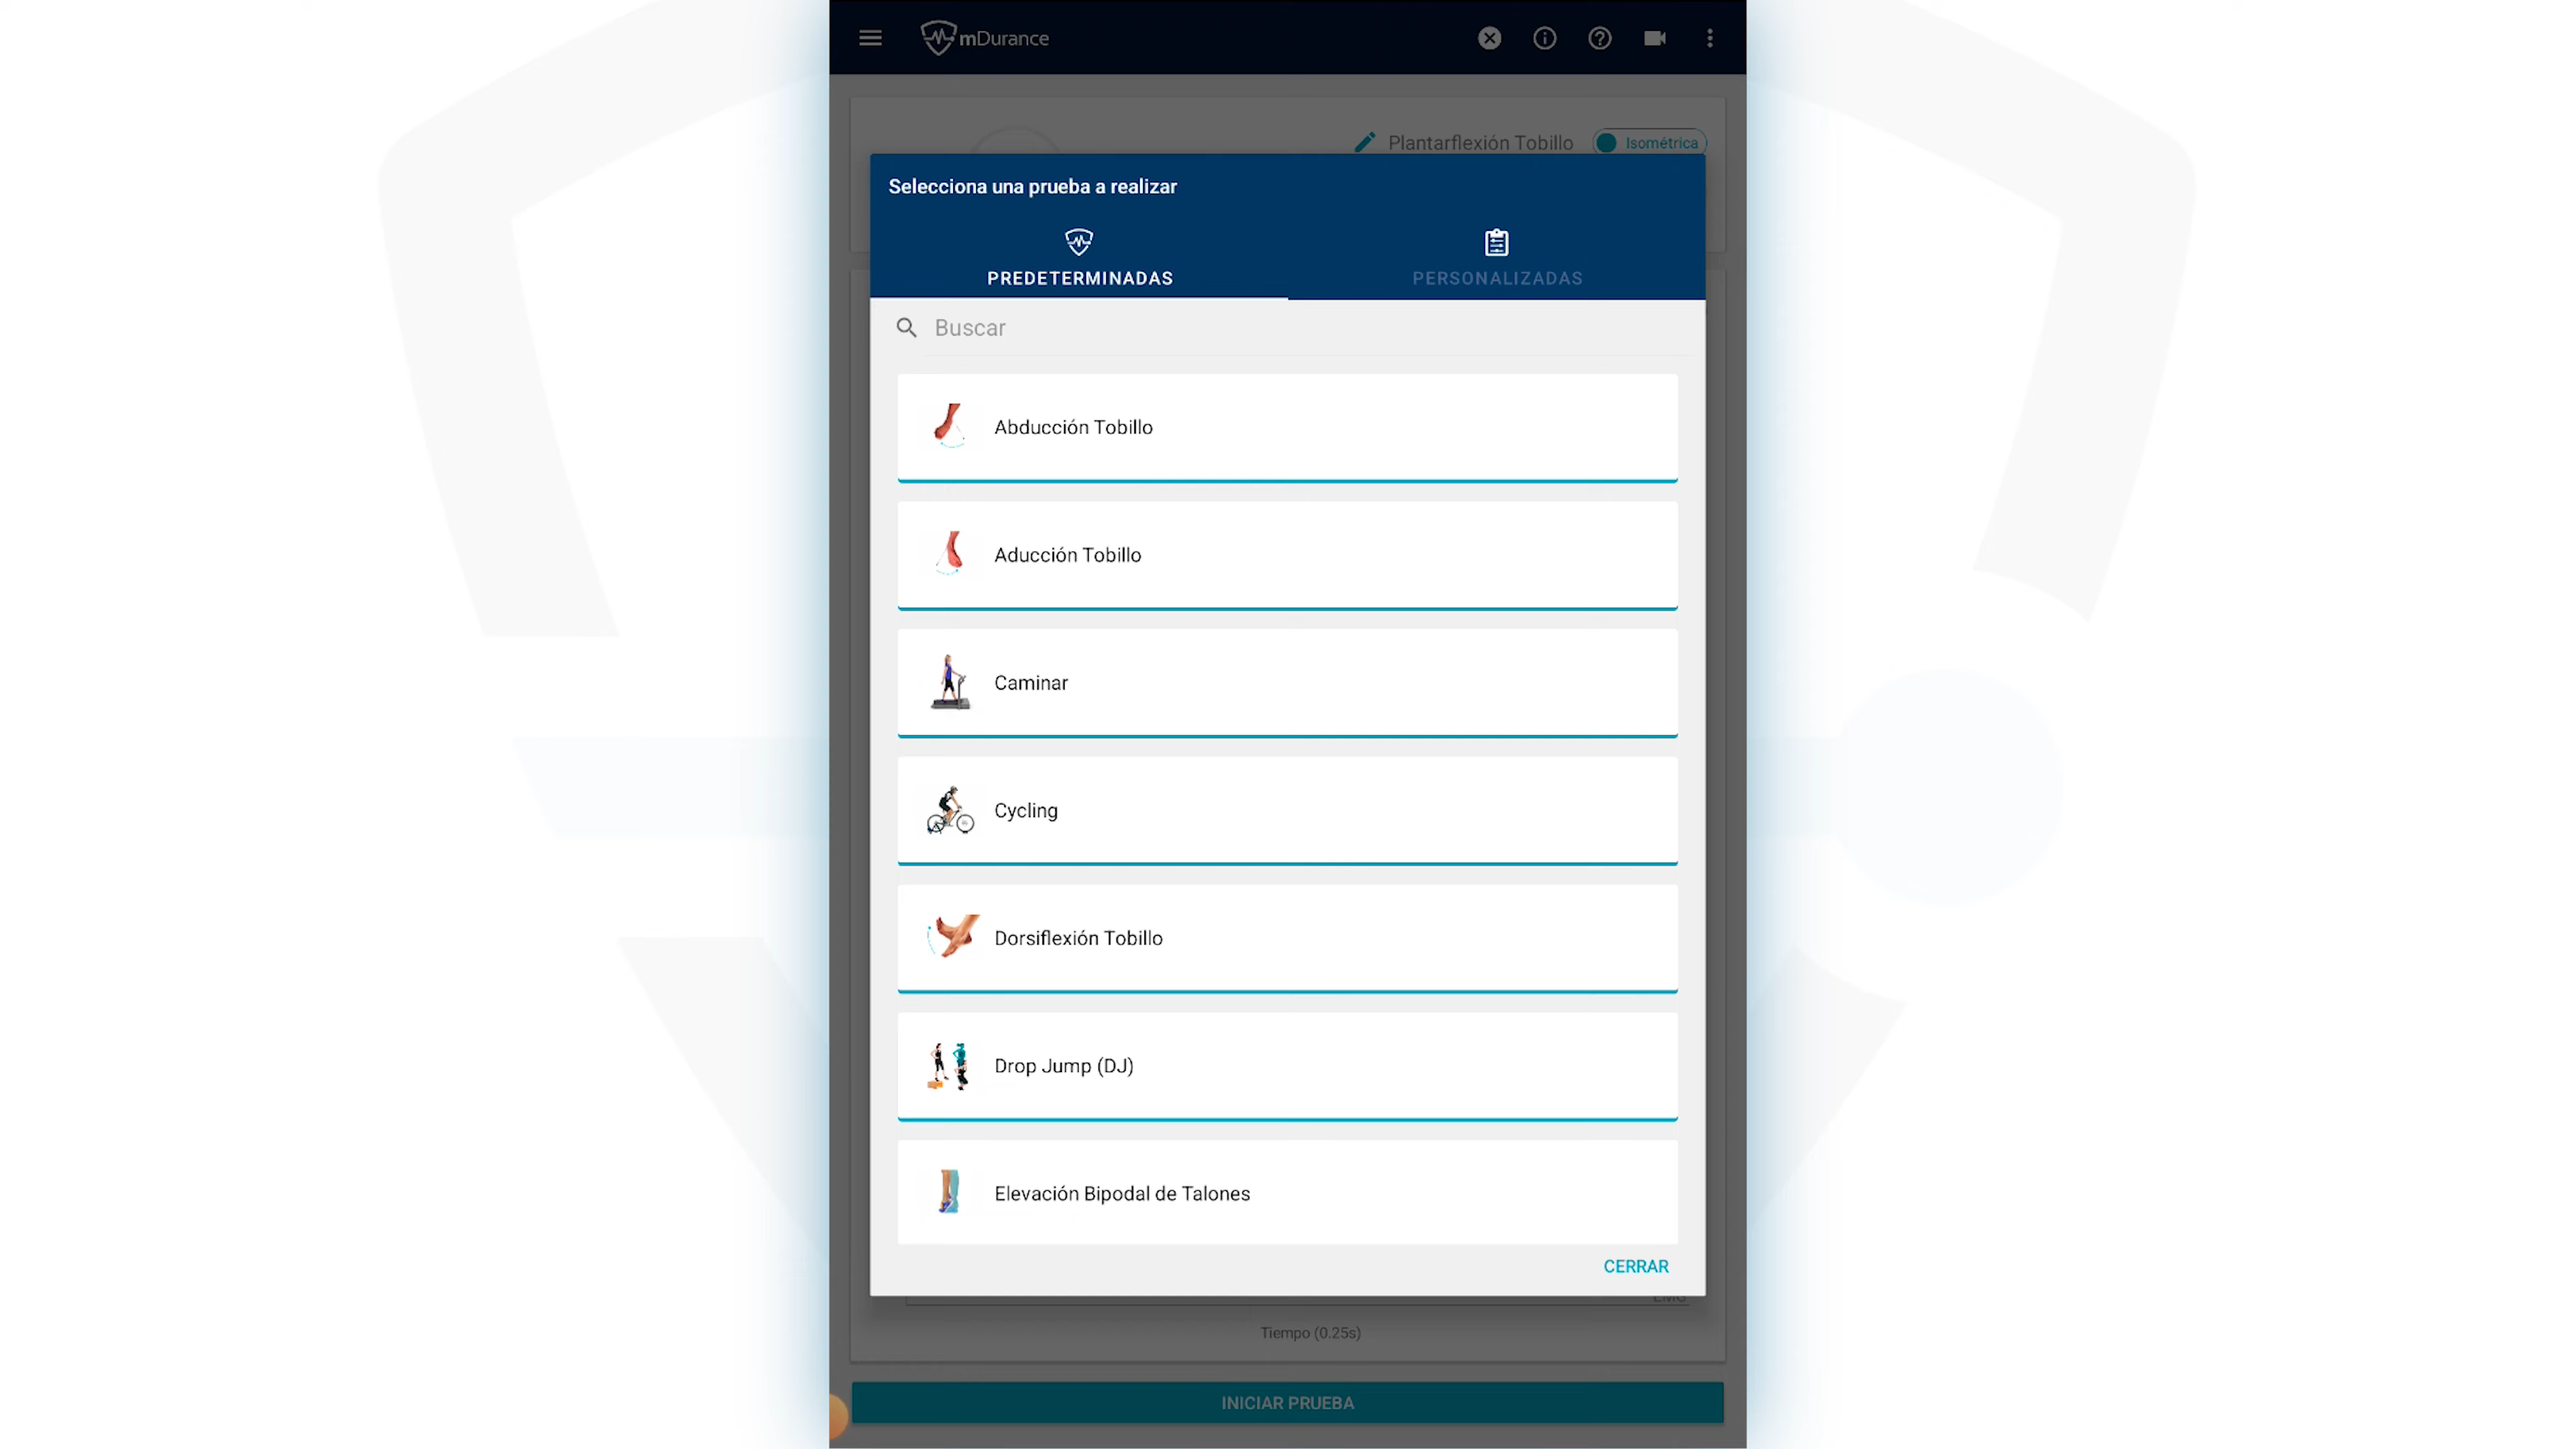 mDurance
Plantarflexión Tobillo Isométrica
Selecciona una prueba a realizar
PREDETERMINADAS PERSONALIZADAS
Buscar
Abducción Tobillo
Aducción Tobillo
Caminar
Cycling
Dorsiflexión Tobillo
Drop Jump (DJ)
Elevación Bipodal de Talones
CERRAR
EMG
Tiempo (0.25s)
INICIAR PRUEBA